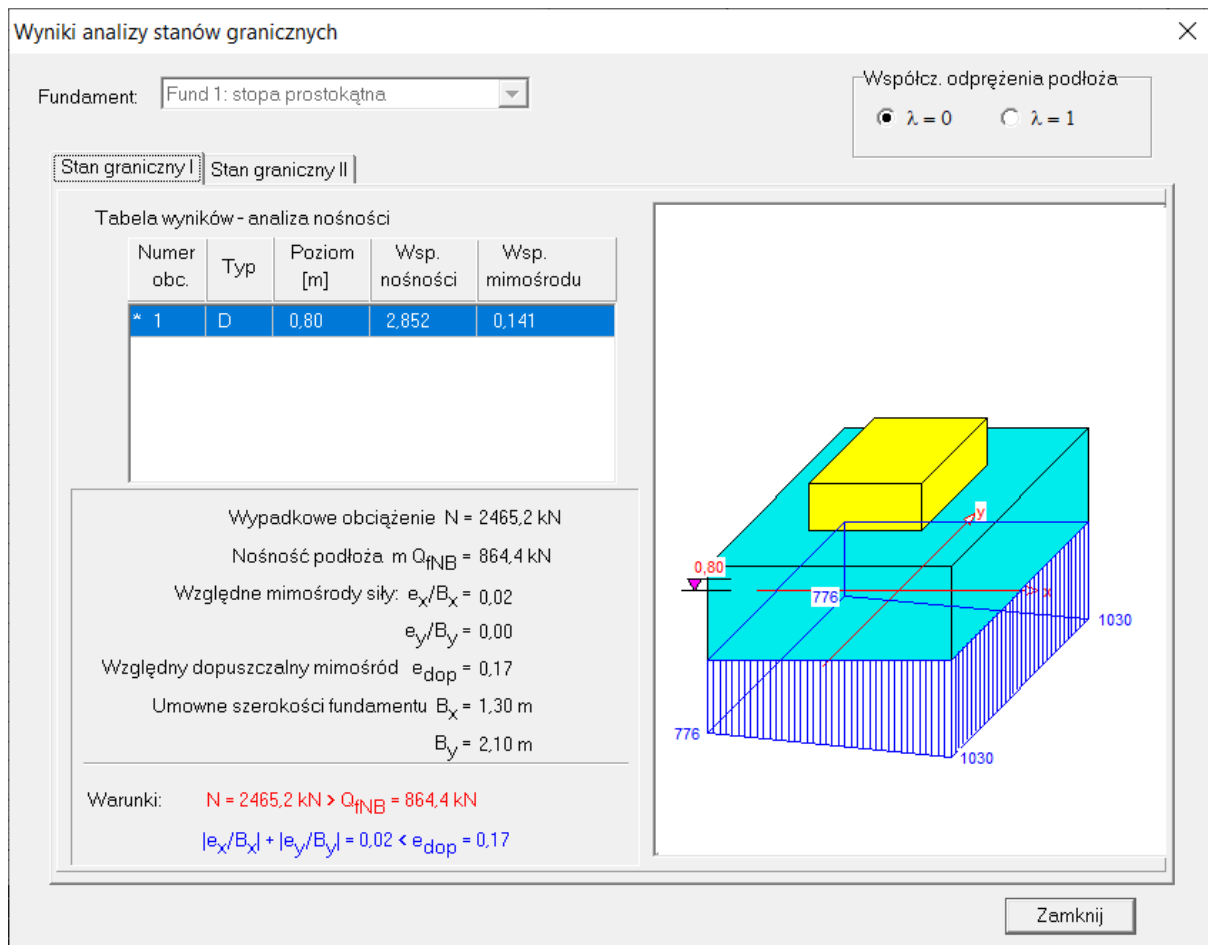 Wyniki analizy stanów granicznych
Fundament: Fund 1: stopa prostokątna
Współcz. odprężenia podłoża
λ = 0 λ = 1
Stan graniczny I Stan graniczny II
Tabela wyników - analiza nośności
Numer obc. Typ Poziom [m] Wsp. nośności Wsp. mimośrodu
* 1 D 0,80 2,852 0,141
Wypadkowe obciążenie N = 2465,2 kN
Nośność podłoża m QfNB = 864,4 kN
Względne mimośrody siły: ex/Bx = 0,02
ey/By = 0,00
Względny dopuszczalny mimośród edop = 0,17
Umowne szerokości fundamentu Bx = 1,30 m
By = 2,10 m
Warunki: N = 2465,2 kN > QfNB = 864,4 kN
|ex/Bx| + |ey/By| = 0,02 < edop = 0,17
y
0,80
776
x
1030
776
1030
Zamknij